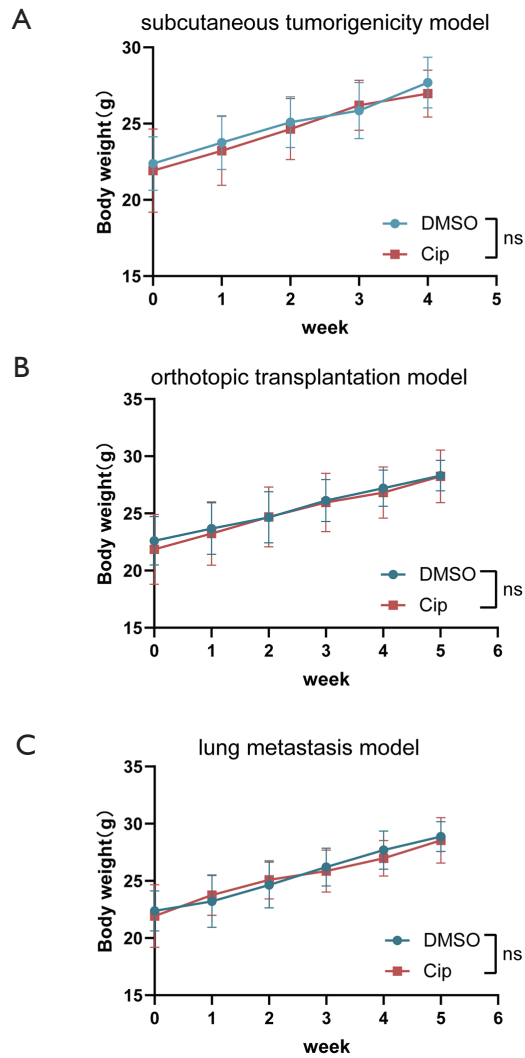 A
subcutaneous tumorigenicity model
30
25
20
15
Body weight(g)
DMSO
Cip
ns
0 1 2 3 4 5
week
B
orthotopic transplantation model
35
30
25
20
15
Body weight(g)
DMSO
Cip
ns
0 1 2 3 4 5 6
week
C
lung metastasis model
35
30
25
20
15
Body weight(g)
DMSO
Cip
ns
0 1 2 3 4 5 6
week